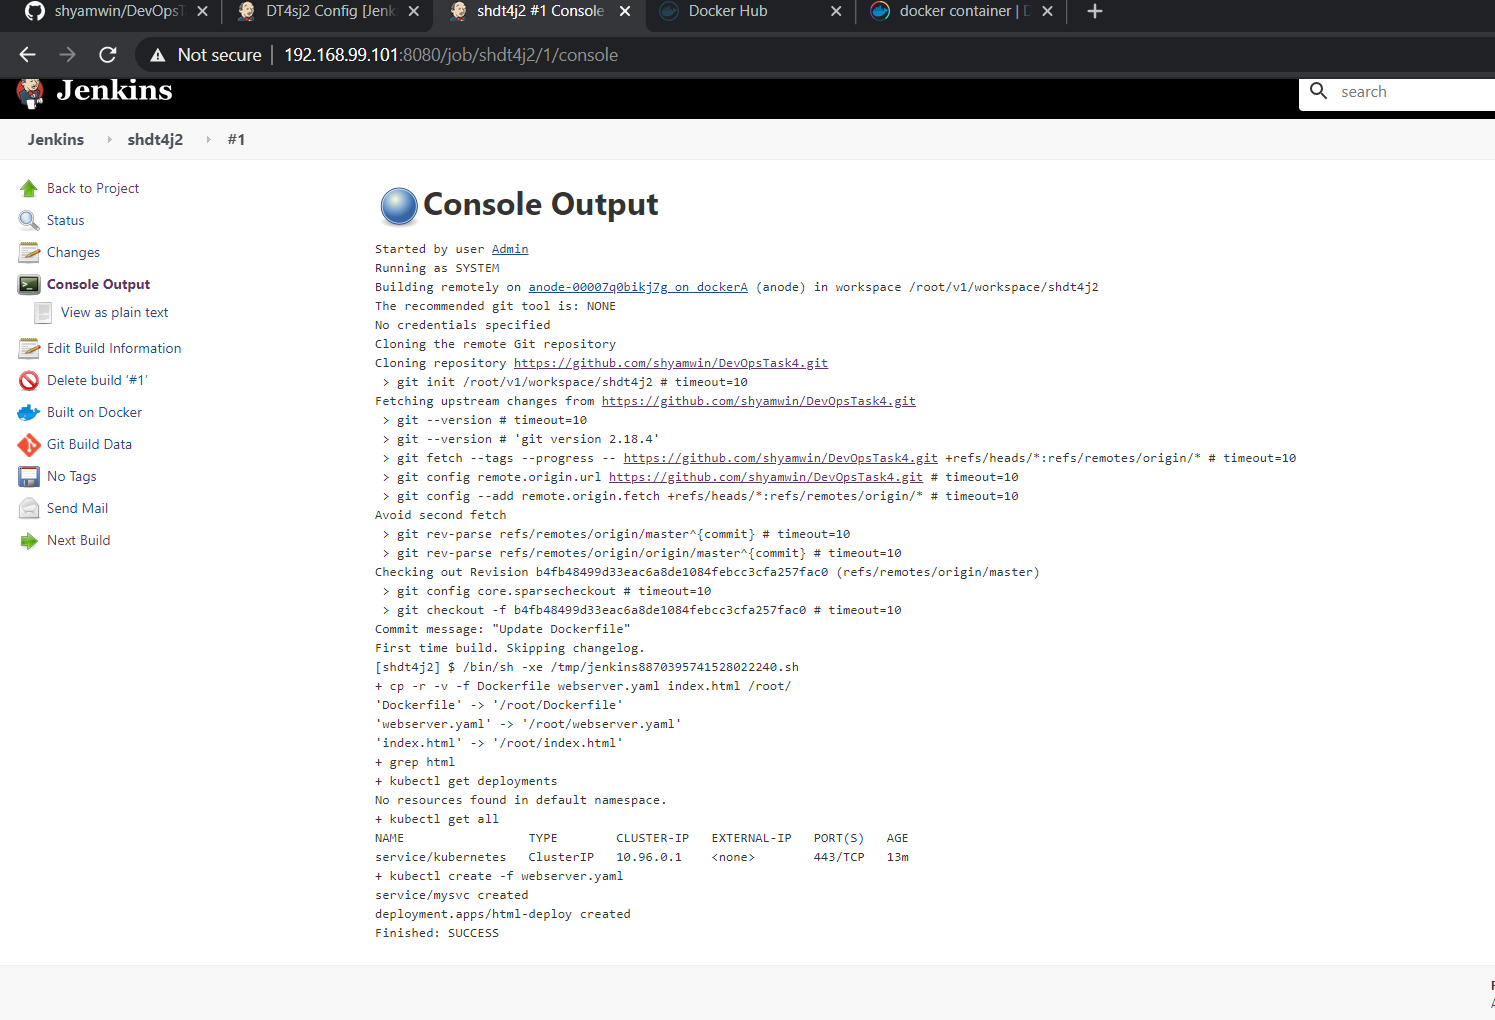 shyamwin/DevOpsT
DT4sj2 Config [Jenk
shdt4j2 #1 Console
Docker Hub
docker container | D
Not secure | 192.168.99.101:8080/job/shdt4j2/1/console
Jenkins
search
Jenkins
shdt4j2
#1
Back to Project
Status
Changes
Console Output
View as plain text
Edit Build Information
Delete build '#1'
Built on Docker
Git Build Data
No Tags
Send Mail
Next Build
Console Output
Started by user Admin
Running as SYSTEM
Building remotely on anode-00007q0bikj7g on dockerA (anode) in workspace /root/v1/workspace/shdt4j2
The recommended git tool is: NONE
No credentials specified
Cloning the remote Git repository
Cloning repository https://github.com/shyamwin/DevOpsTask4.git
> git init /root/v1/workspace/shdt4j2 # timeout=10
Fetching upstream changes from https://github.com/shyamwin/DevOpsTask4.git
> git --version # timeout=10
> git --version # 'git version 2.18.4'
> git fetch --tags --progress -- https://github.com/shyamwin/DevOpsTask4.git +refs/heads/*:refs/remotes/origin/* # timeout=10
> git config remote.origin.url https://github.com/shyamwin/DevOpsTask4.git # timeout=10
> git config --add remote.origin.fetch +refs/heads/*:refs/remotes/origin/* # timeout=10
Avoid second fetch
> git rev-parse refs/remotes/origin/master^{commit} # timeout=10
> git rev-parse refs/remotes/origin/origin/master^{commit} # timeout=10
Checking out Revision b4fb48499d33eac6a8de1084febcc3cfa257fac0 (refs/remotes/origin/master)
> git config core.sparsecheckout # timeout=10
> git checkout -f b4fb48499d33eac6a8de1084febcc3cfa257fac0 # timeout=10
Commit message: "Update Dockerfile"
First time build. Skipping changelog.
[shdt4j2] $ /bin/sh -xe /tmp/jenkins8870395741528022240.sh
+ cp -r -v -f Dockerfile webserver.yaml index.html /root/
'Dockerfile' -> '/root/Dockerfile'
'webserver.yaml' -> '/root/webserver.yaml'
'index.html' -> '/root/index.html'
+ grep html
+ kubectl get deployments
No resources found in default namespace.
+ kubectl get all
NAME TYPE CLUSTER-IP EXTERNAL-IP PORT(S) AGE
service/kubernetes ClusterIP 10.96.0.1 <none> 443/TCP 13m
+ kubectl create -f webserver.yaml
service/mysvc created
deployment.apps/html-deploy created
Finished: SUCCESS